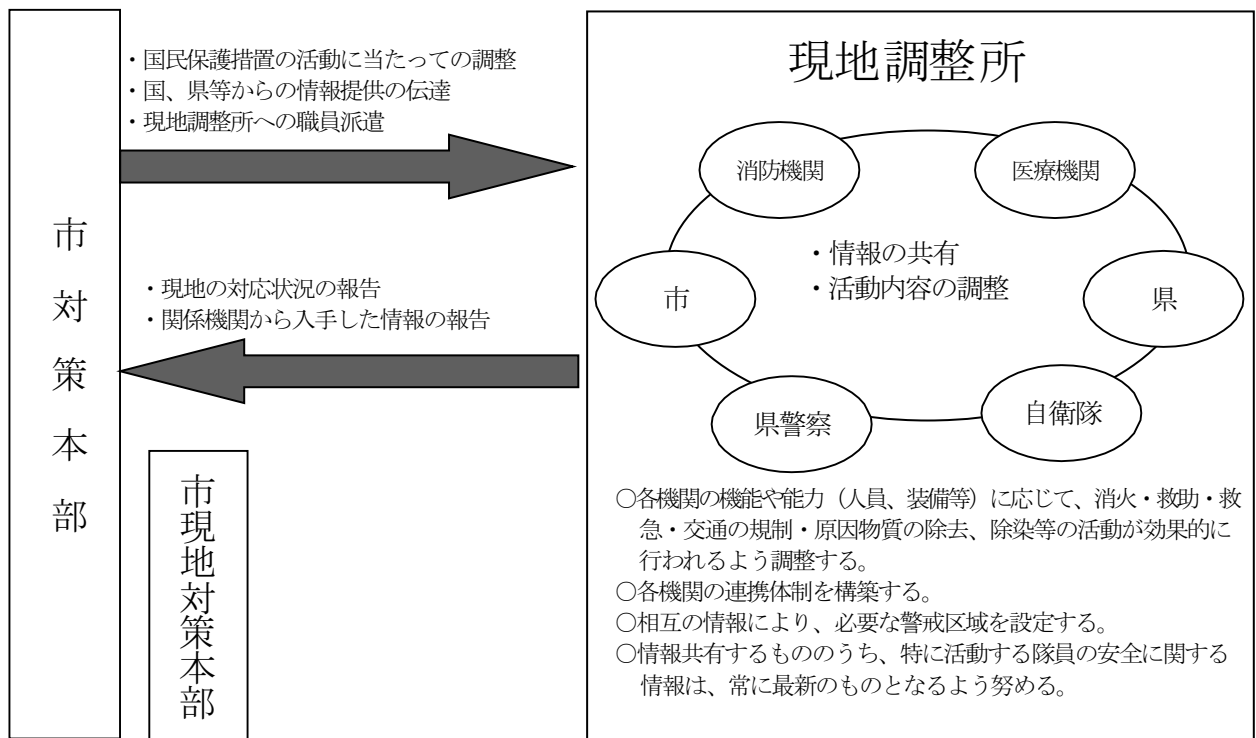 市対策本部
・国民保護措置の活動に当たっての調整
・国、県等からの情報提供の伝達
・現地調整所への職員派遣
・現地の対応状況の報告
・関係機関から入手した情報の報告
市現地対策本部
現地調整所
消防機関
医療機関
市
・情報の共有
・活動内容の調整
県
県警察
自衛隊
○各機関の機能や能力（人員、装備等）に応じて、消火・救助・救
急・交通の規制・原因物質の除去、除染等の活動が効果的に
行われるよう調整する。
○各機関の連携体制を構築する。
○相互の情報により、必要な警戒区域を設定する。
○情報共有するもののうち、特に活動する隊員の安全に関する
情報は、常に最新のものとなるよう努める。